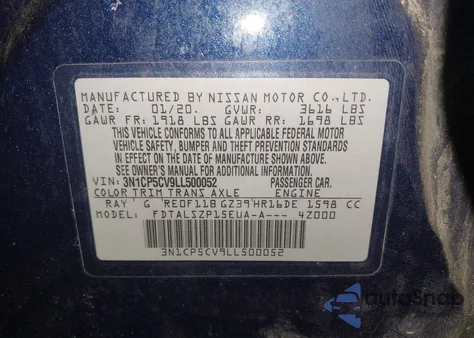 MANUFACTURED BY NISSAN MOTOR CO.,LTD.
DATE: 01/20. GVWR: 3616 LBS
GAWR FR: 1918 LBS GAWR RR: 1698 LBS
THIS VEHICLE CONFORMS TO ALL APPLICABLE FEDERAL MOTOR
VEHICLE SAFETY, BUMPER AND THEFT PREVENTION STANDARDS
IN EFFECT ON THE DATE OF MANUFACTURE SHOWN ABOVE.
SEE OWNER'S MANUAL FOR ADDITIONAL INFORMATION.
VIN: 3N1CP5CV9LL500052 PASSENGER CAR.
COLOR TRIM TRANS AXLE ENGINE
RAY G RE0F11B GZ39 HR16DE 1598 CC
MODEL: FDTALSZP15EUA-A--- 4Z000
3N1CP5CV9LL500052
autoSnap